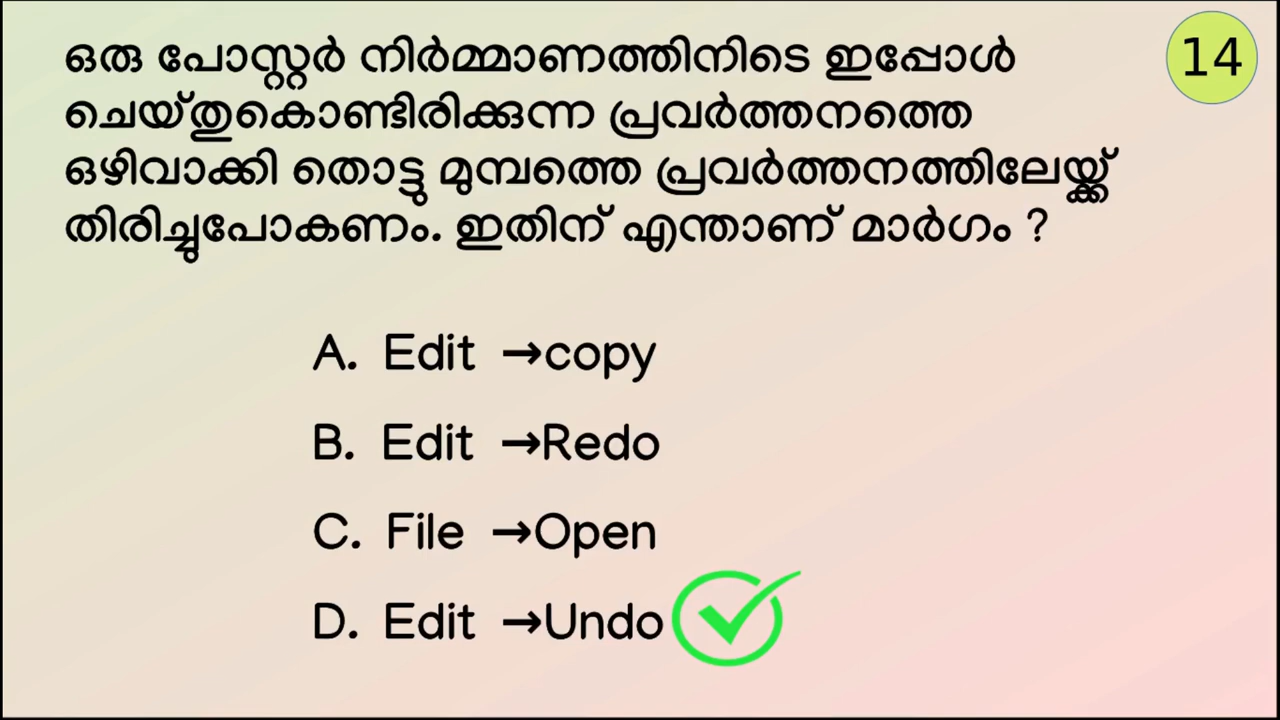 ഒരു പോസ്റ്റർ നിർമ്മാണത്തിനിടെ ഇപ്പോൾ
14
ചെയ്തുകൊണ്ടിരിക്കുന്ന പ്രവർത്തനത്തെ
ഒഴിവാക്കി തൊട്ടു മുമ്പത്തെ പ്രവർത്തനത്തിലേയ്ക്ക്
തിരിച്ചുപോകണം. ഇതിന് എന്താണ് മാർഗം ?
A. Edit →copy
B. Edit →Redo
C. File →Open
D. Edit →Undo